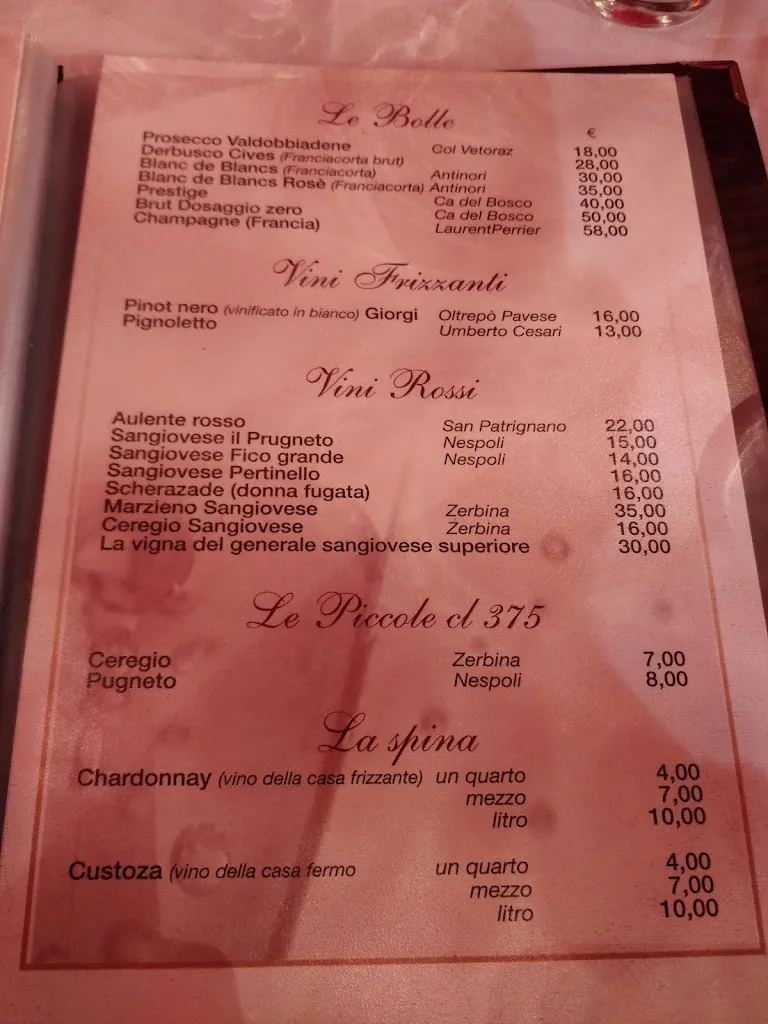 Le Bolle
€
Prosecco Valdobbiadene Col Vetoraz 18,00
Derbusco Cives (Franciacorta brut) 28,00
Blanc de Blancs (Franciacorta) Antinori 30,00
Blanc de Blancs Rosè (Franciacorta) Antinori 35,00
Prestige Ca del Bosco 40,00
Brut Dosaggio zero Ca del Bosco 50,00
Champagne (Francia) LaurentPerrier 58,00
Vini Frizzanti
Pinot nero (vinificato in bianco) Giorgi Oltrepò Pavese 16,00
Pignoletto Umberto Cesari 13,00
Vini Rossi
Aulente rosso San Patrignano 22,00
Sangiovese il Prugneto Nespoli 15,00
Sangiovese Fico grande Nespoli 14,00
Sangiovese Pertinello 16,00
Scherazade (donna fugata) 16,00
Marzieno Sangiovese Zerbina 35,00
Ceregio Sangiovese Zerbina 16,00
La vigna del generale sangiovese superiore 30,00
Le Piccole cl 375
Ceregio Zerbina 7,00
Pugneto Nespoli 8,00
La spina
Chardonnay (vino della casa frizzante) un quarto 4,00
mezzo 7,00
litro 10,00
Custoza (vino della casa fermo un quarto 4,00
mezzo 7,00
litro 10,00